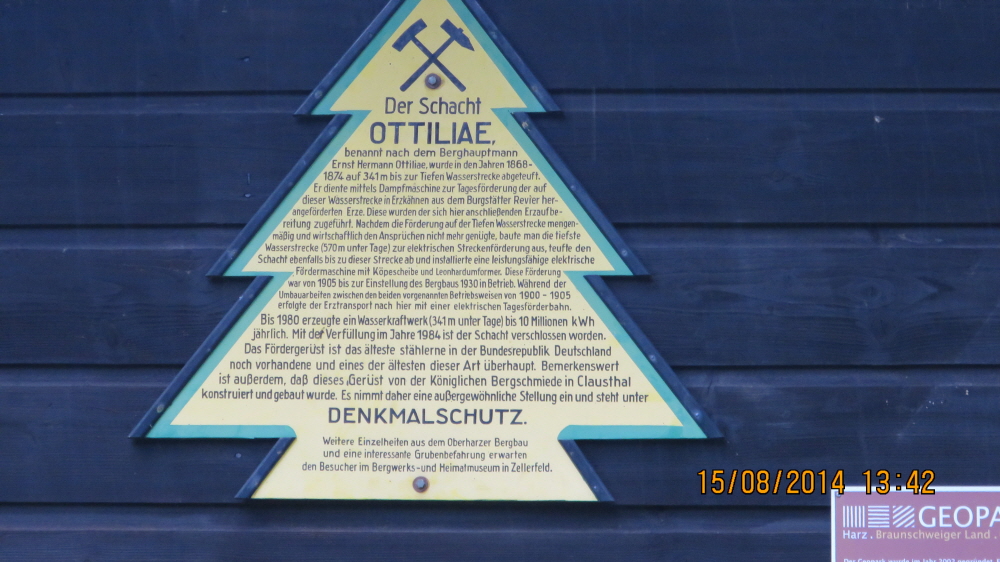 Der Schacht
OTTILIAE,
benannt nach dem Berghauptmann
Ernst Hermann Ottiliae, wurde in den Jahren 1868-
1874 auf 341 m bis zur Tiefen Wasserstrecke abgeteuft.
Er diente mittels Dampfmaschine zur Tagesförderung der auf
dieser Wasserstrecke in Erzkähnen aus dem Burgstätter Revier her-
angeförderten Erze. Diese wurden der sich hier anschließenden Erzaufbe-
reitung zugeführt. Nachdem die Förderung auf der Tiefen Wasserstrecke mengen-
mäßig und wirtschaftlich den Ansprüchen nicht mehr genügte, baute man die tiefste
Wasserstrecke (570 m unter Tage) zur elektrischen Streckenförderung aus, teufte den
Schacht ebenfalls bis zu dieser Strecke ab und installierte eine leistungsfähige elektrische
Fördermaschine mit Köpescheibe und Leonhardumformer. Diese Förderung
war von 1905 bis zur Einstellung des Bergbaus 1930 in Betrieb. Während der
Umbauarbeiten zwischen den beiden vorgenannten Betriebsweisen von 1900 - 1905
erfolgte der Erztransport nach hier mit einer elektrischen Tagesförderbahn.
Bis 1980 erzeugte ein Wasserkraftwerk (341 m unter Tage) bis 10 Millionen kWh
jährlich. Mit der Verfüllung im Jahre 1984 ist der Schacht verschlossen worden.
Das Fördergerüst ist das älteste stählerne in der Bundesrepublik Deutschland
noch vorhandene und eines der ältesten dieser Art überhaupt. Bemerkenswert
ist außerdem, daß dieses Gerüst von der Königlichen Bergschmiede in Clausthal
konstruiert und gebaut wurde. Es nimmt daher eine außergewöhnliche Stellung ein und steht unter
DENKMALSCHUTZ.
Weitere Einzelheiten aus dem Oberharzer Bergbau
und eine interessante Grubenbefahrung erwarten
den Besucher im Bergwerks- und Heimatmuseum in Zellerfeld.
15/08/2014 13:42
GEOPA
Harz . Braunschweiger Land .
Der Geopark wurde im Jahr 2002 gegründet.